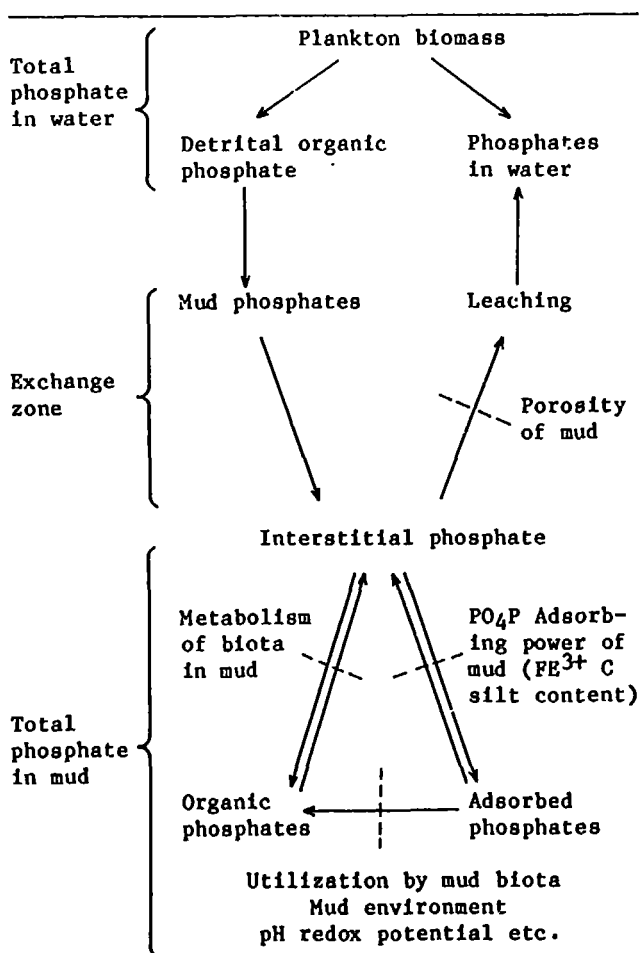 Plankton biomass
Total
phosphate
in water
Detrital organic
phosphate
Phosphates
in water
Mud phosphates
Leaching
Exchange
zone
Porosity
of mud
Interstitial phosphate
Metabolism
of biota
in mud
PO4P Adsorb-
ing power of
mud (FE3+ C
silt content)
Total
phosphate
in mud
Organic
phosphates
Adsorbed
phosphates
Utilization by mud biota
Mud environment
pH redox potential etc.